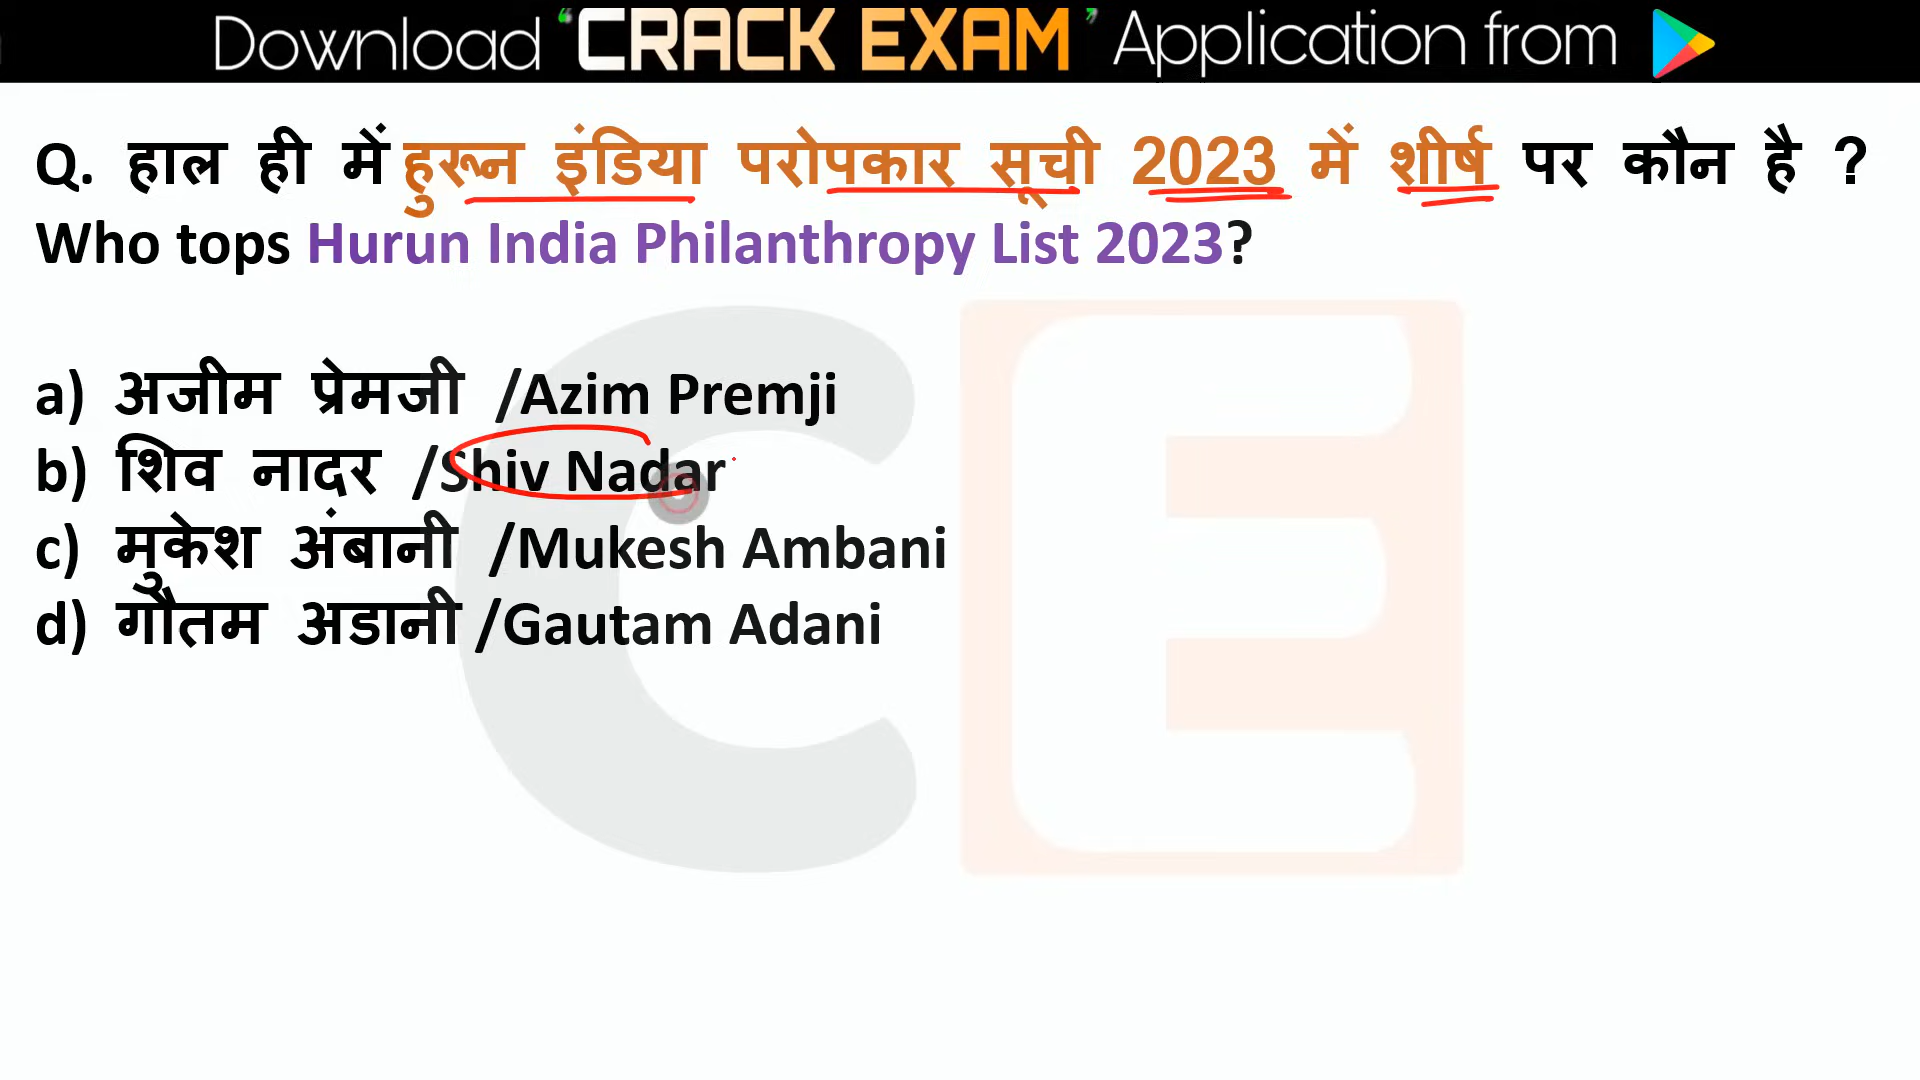 Download “CRACK EXAM” Application from
Q. हाल ही में हुरून इंडिया परोपकार सूची 2023 में शीर्ष पर कौन है ?
Who tops Hurun India Philanthropy List 2023?
a) अजीम प्रेमजी /Azim Premji
b) शिव नादर /Shiv Nadar
c) मुकेश अंबानी /Mukesh Ambani
d) गौतम अडानी /Gautam Adani
CE